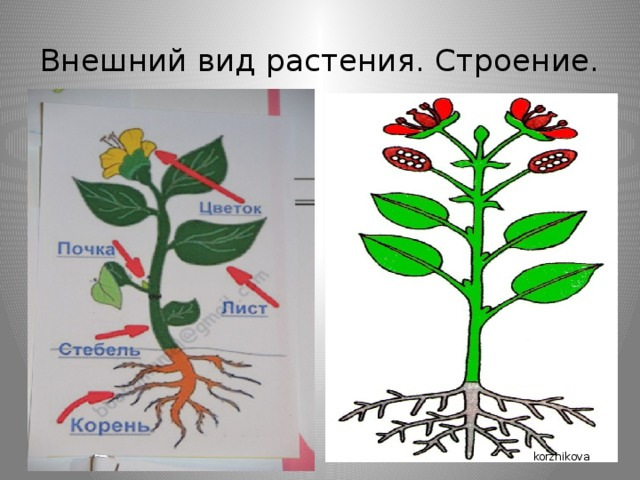 Внешний вид растения. Строение.
Цветок
Почка
Лист
Стебель
Корень
korzhikova